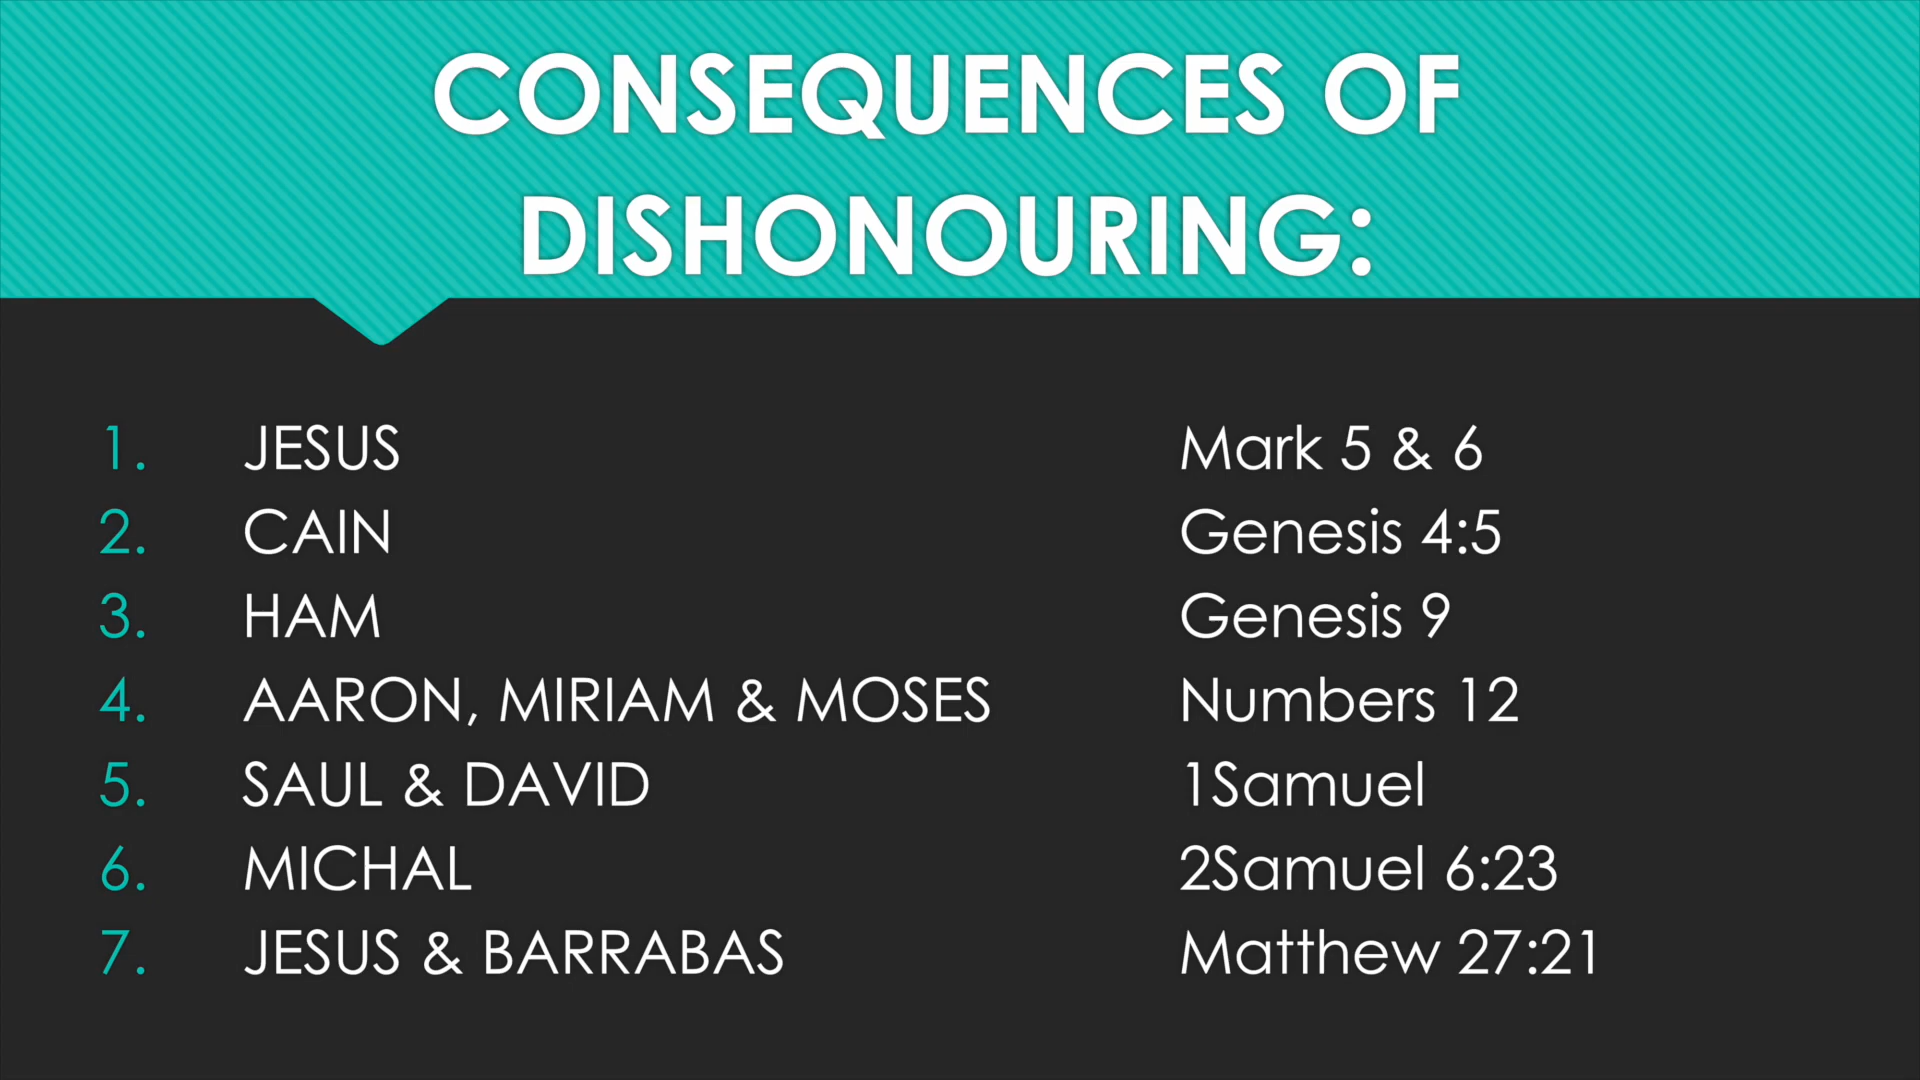 CONSEQUENCES OF
DISHONOURING:
1. JESUS Mark 5 & 6
2. CAIN Genesis 4:5
3. HAM Genesis 9
4. AARON, MIRIAM & MOSES Numbers 12
5. SAUL & DAVID 1Samuel
6. MICHAL 2Samuel 6:23
7. JESUS & BARRABAS Matthew 27:21